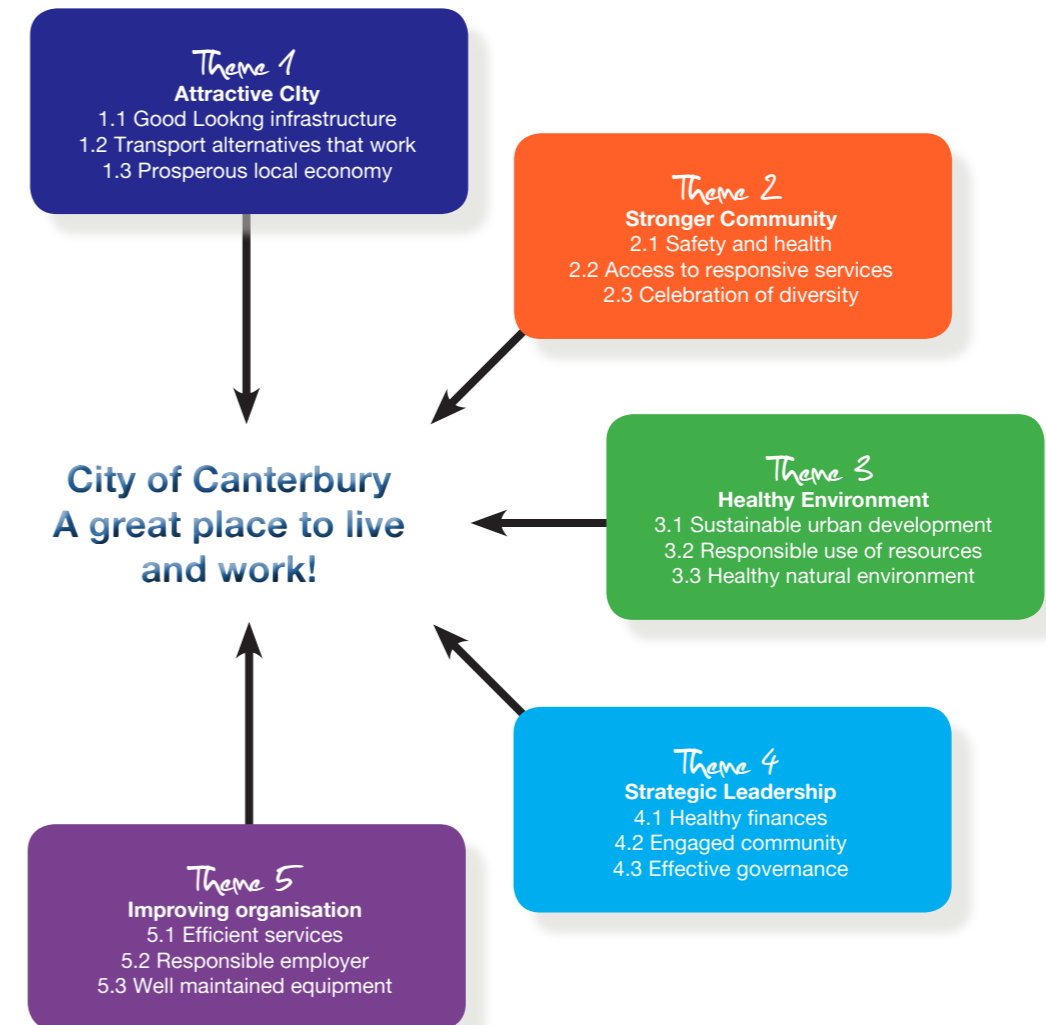 Theme 1
Attractive CIty
1.1 Good Lookng infrastructure
1.2 Transport alternatives that work
1.3 Prosperous local economy
Theme 2
Stronger Community
2.1 Safety and health
2.2 Access to responsive services
2.3 Celebration of diversity
City of Canterbury
A great place to live
and work!
Theme 3
Healthy Environment
3.1 Sustainable urban development
3.2 Responsible use of resources
3.3 Healthy natural environment
Theme 4
Strategic Leadership
4.1 Healthy finances
4.2 Engaged community
4.3 Effective governance
Theme 5
Improving organisation
5.1 Efficient services
5.2 Responsible employer
5.3 Well maintained equipment